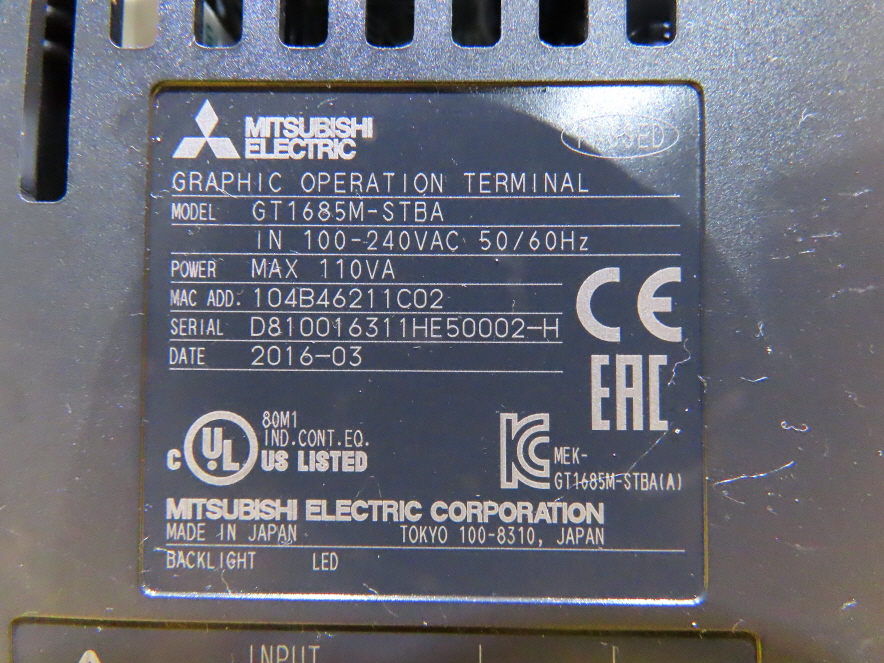 MITSUBISHI
ELECTRIC
GRAPHIC OPERATION TERMINAL
MODEL GT1685M-STBA
IN 100-240VAC 50/60Hz
POWER MAX 110VA
MAC ADD. 104B46211C02
SERIAL D810016311HE50002-H
DATE 2016-03
CE
EAC
80M1
IND.CONT.EQ.
C UL US LISTED
KC
MEK-
GT1685M-STBA(A)
MITSUBISHI ELECTRIC CORPORATION
MADE IN JAPAN TOKYO 100-8310, JAPAN
BACKLIGHT LED
INPUT